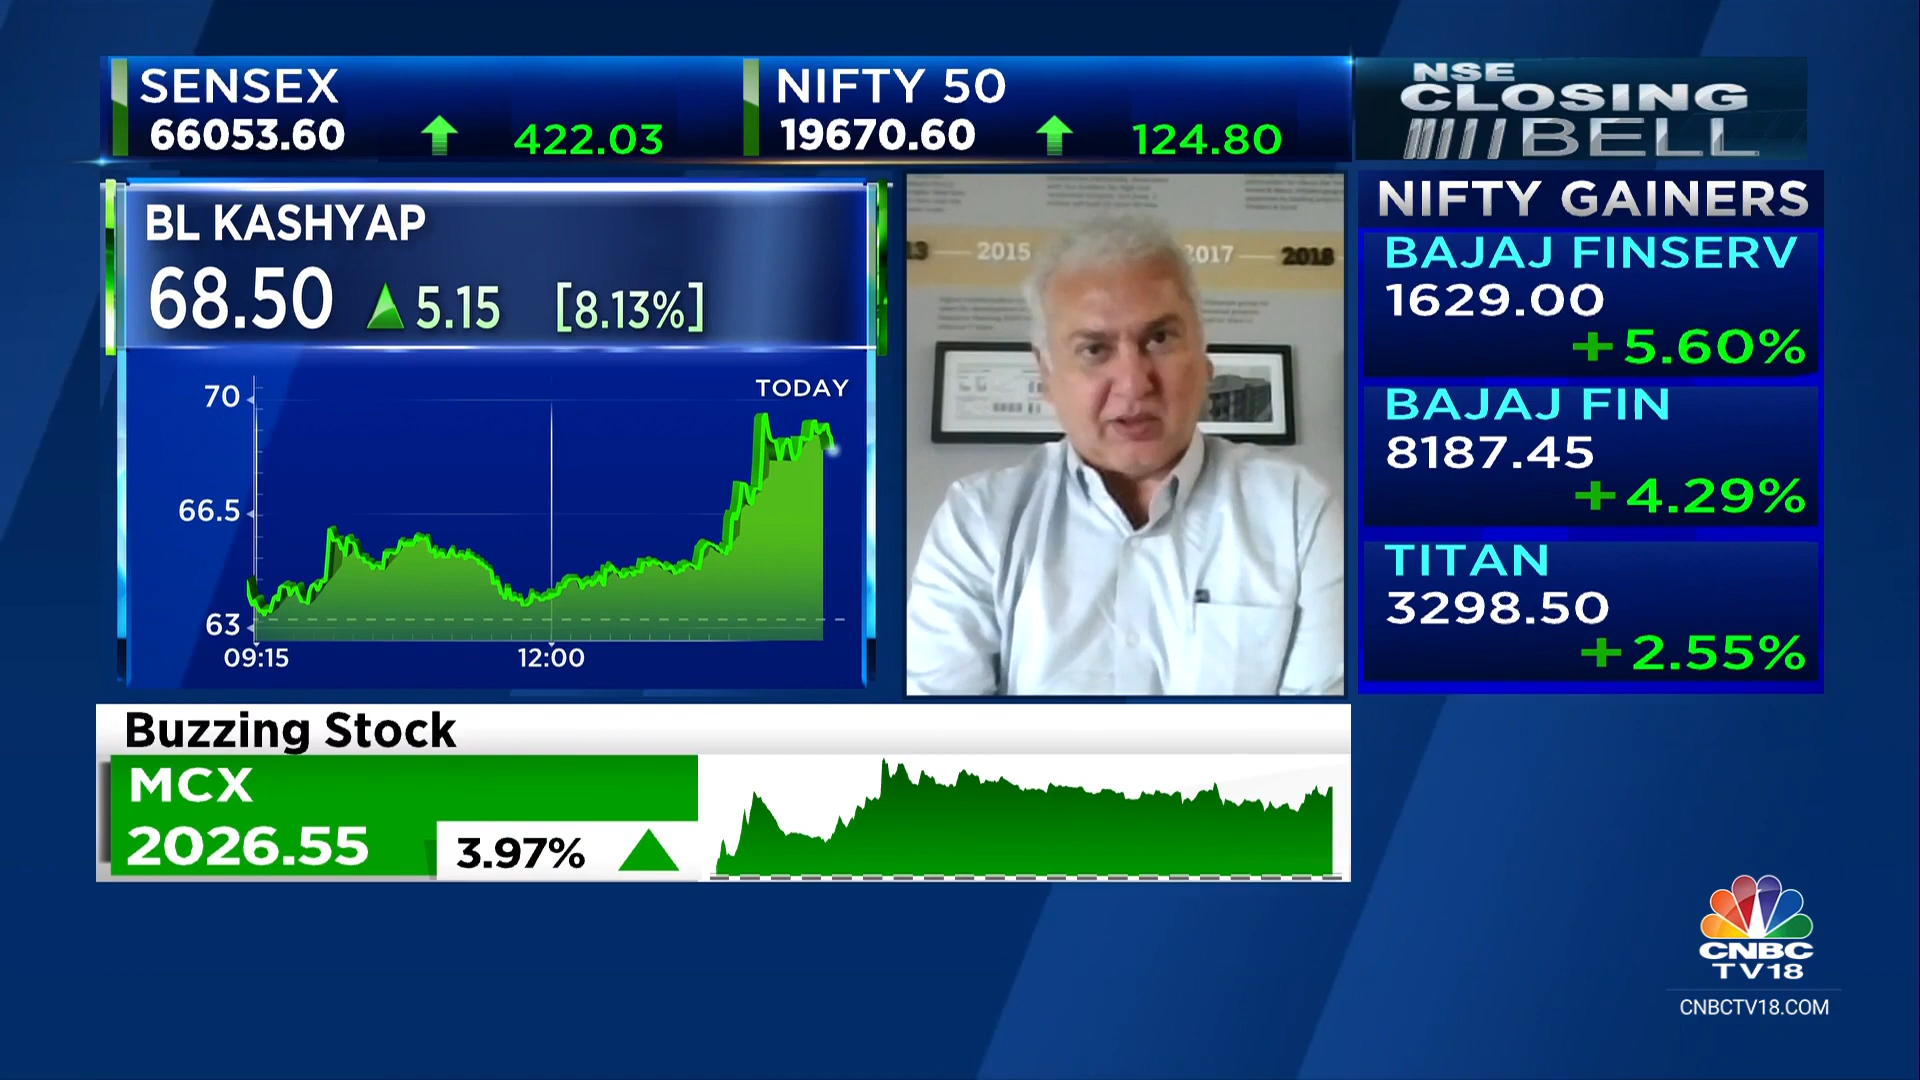 SENSEX
66053.60 422.03
NIFTY 50
19670.60 124.80
NSE
CLOSING
BELL
BL KASHYAP
68.50 5.15 [8.13%]
TODAY
70
66.5
63
09:15 12:00
13 2015 2017 2018
NIFTY GAINERS
BAJAJ FINSERV
1629.00
+5.60%
BAJAJ FIN
8187.45
+4.29%
TITAN
3298.50
+2.55%
Buzzing Stock
MCX
2026.55
3.97%
CNBC
TV18
CNBCTV18.COM